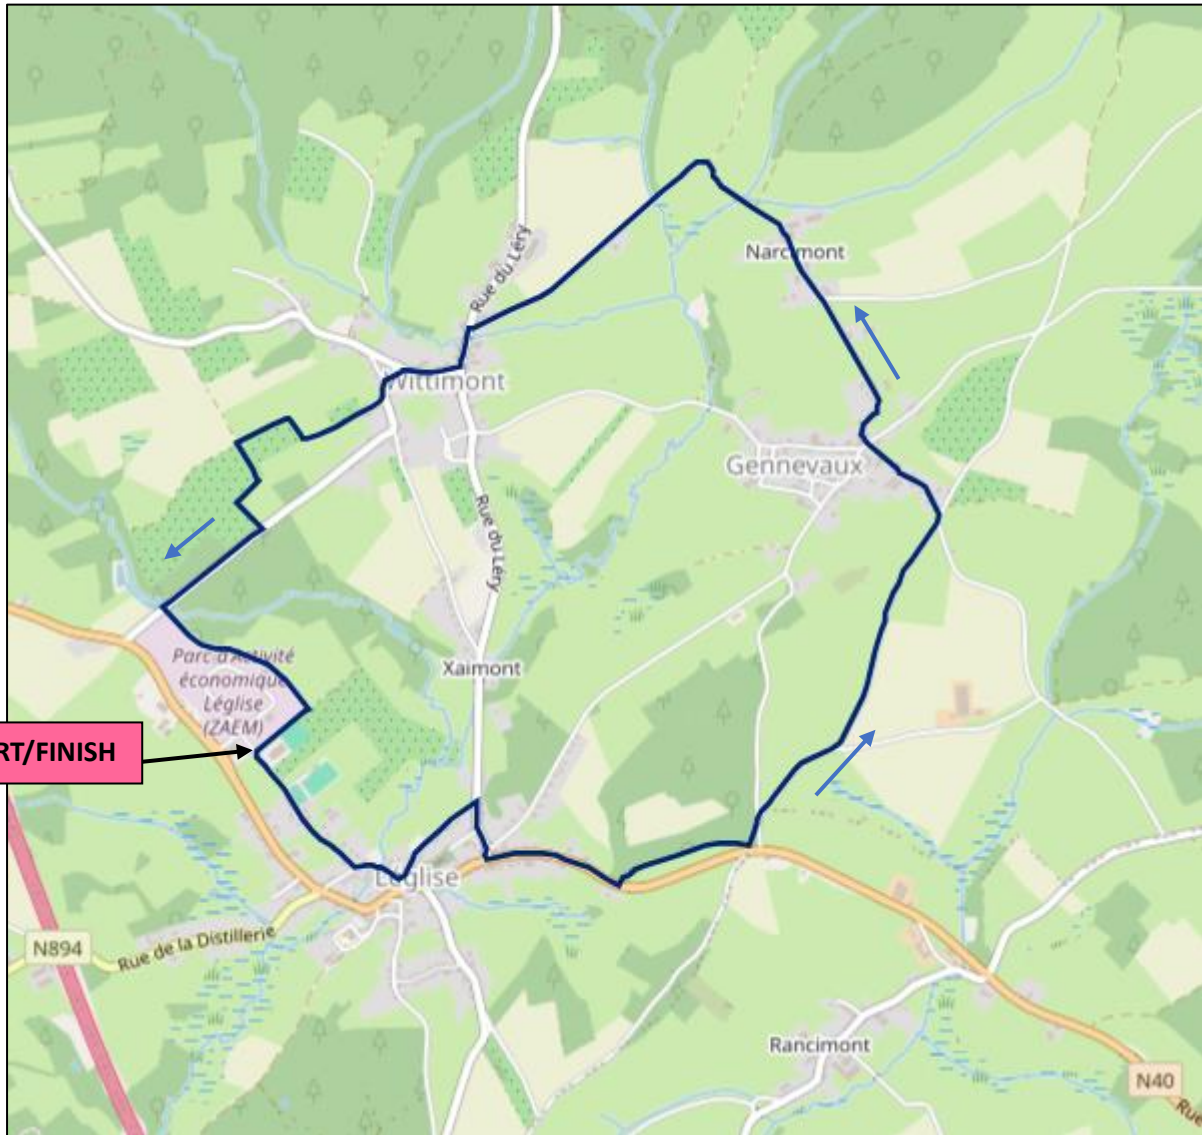 Rue du Léry
Narcimont
Wittimont
Gennevaux
Rue du Léry
Parc d'Activité
économique
Léglise
(ZAEM)
Xaimont
RT/FINISH
Léglise
Rue de la Distillerie
N894
Rancimont
N40
Rue